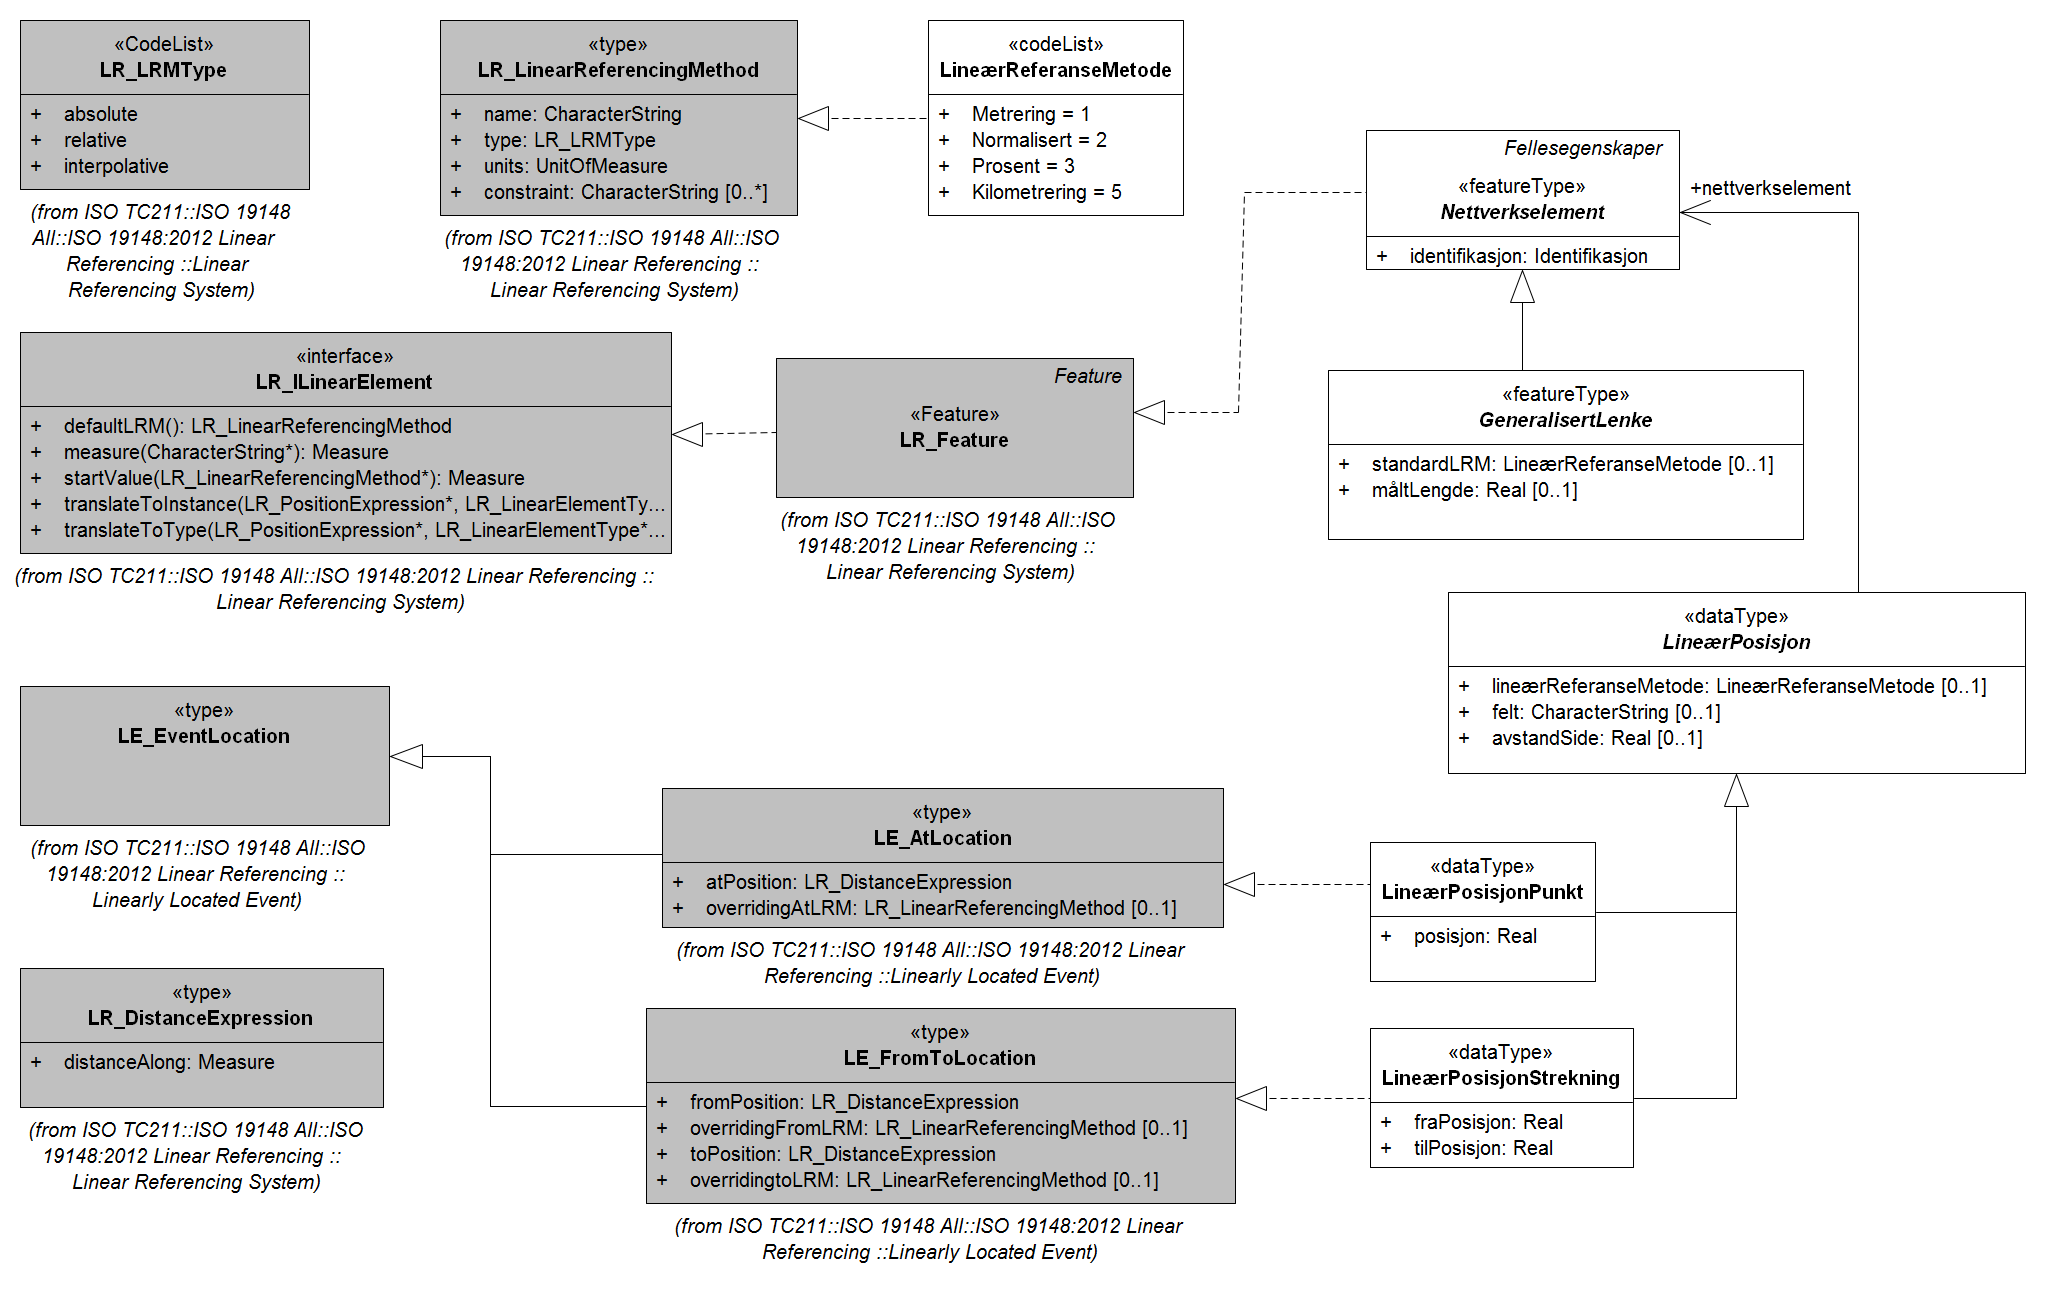 «CodeList»
LR_LRMType
+ absolute
+ relative
+ interpolative
(from ISO TC211::ISO 19148
All::ISO 19148:2012 Linear
Referencing ::Linear
Referencing System)
«type»
LR_LinearReferencingMethod
+ name: CharacterString
+ type: LR_LRMType
+ units: UnitOfMeasure
+ constraint: CharacterString [0..*]
(from ISO TC211::ISO 19148 All::ISO
19148:2012 Linear Referencing ::
Linear Referencing System)
«codeList»
LineærReferanseMetode
+ Metrering = 1
+ Normalisert = 2
+ Prosent = 3
+ Kilometrering = 5
Fellesegenskaper
«featureType»
Nettverkselement
+ identifikasjon: Identifikasjon
+nettverkselement
«interface»
LR_ILinearElement
+ defaultLRM(): LR_LinearReferencingMethod
+ measure(CharacterString*): Measure
+ startValue(LR_LinearReferencingMethod*): Measure
+ translateToInstance(LR_PositionExpression*, LR_LinearElementTy...
+ translateToType(LR_PositionExpression*, LR_LinearElementType*...
(from ISO TC211::ISO 19148 All::ISO 19148:2012 Linear Referencing ::
Linear Referencing System)
Feature
«Feature»
LR_Feature
(from ISO TC211::ISO 19148 All::ISO
19148:2012 Linear Referencing ::
Linear Referencing System)
«featureType»
GeneralisertLenke
+ standardLRM: LineærReferanseMetode [0..1]
+ måltLengde: Real [0..1]
«dataType»
LineærPosisjon
+ lineærReferanseMetode: LineærReferanseMetode [0..1]
+ felt: CharacterString [0..1]
+ avstandSide: Real [0..1]
«type»
LE_EventLocation
(from ISO TC211::ISO 19148 All::ISO
19148:2012 Linear Referencing ::
Linearly Located Event)
«type»
LE_AtLocation
+ atPosition: LR_DistanceExpression
+ overridingAtLRM: LR_LinearReferencingMethod [0..1]
(from ISO TC211::ISO 19148 All::ISO 19148:2012 Linear
Referencing ::Linearly Located Event)
«dataType»
LineærPosisjonPunkt
+ posisjon: Real
«type»
LR_DistanceExpression
+ distanceAlong: Measure
(from ISO TC211::ISO 19148 All::ISO
19148:2012 Linear Referencing ::
Linear Referencing System)
«type»
LE_FromToLocation
+ fromPosition: LR_DistanceExpression
+ overridingFromLRM: LR_LinearReferencingMethod [0..1]
+ toPosition: LR_DistanceExpression
+ overridingtoLRM: LR_LinearReferencingMethod [0..1]
(from ISO TC211::ISO 19148 All::ISO 19148:2012 Linear
Referencing ::Linearly Located Event)
«dataType»
LineærPosisjonStrekning
+ fraPosisjon: Real
+ tilPosisjon: Real